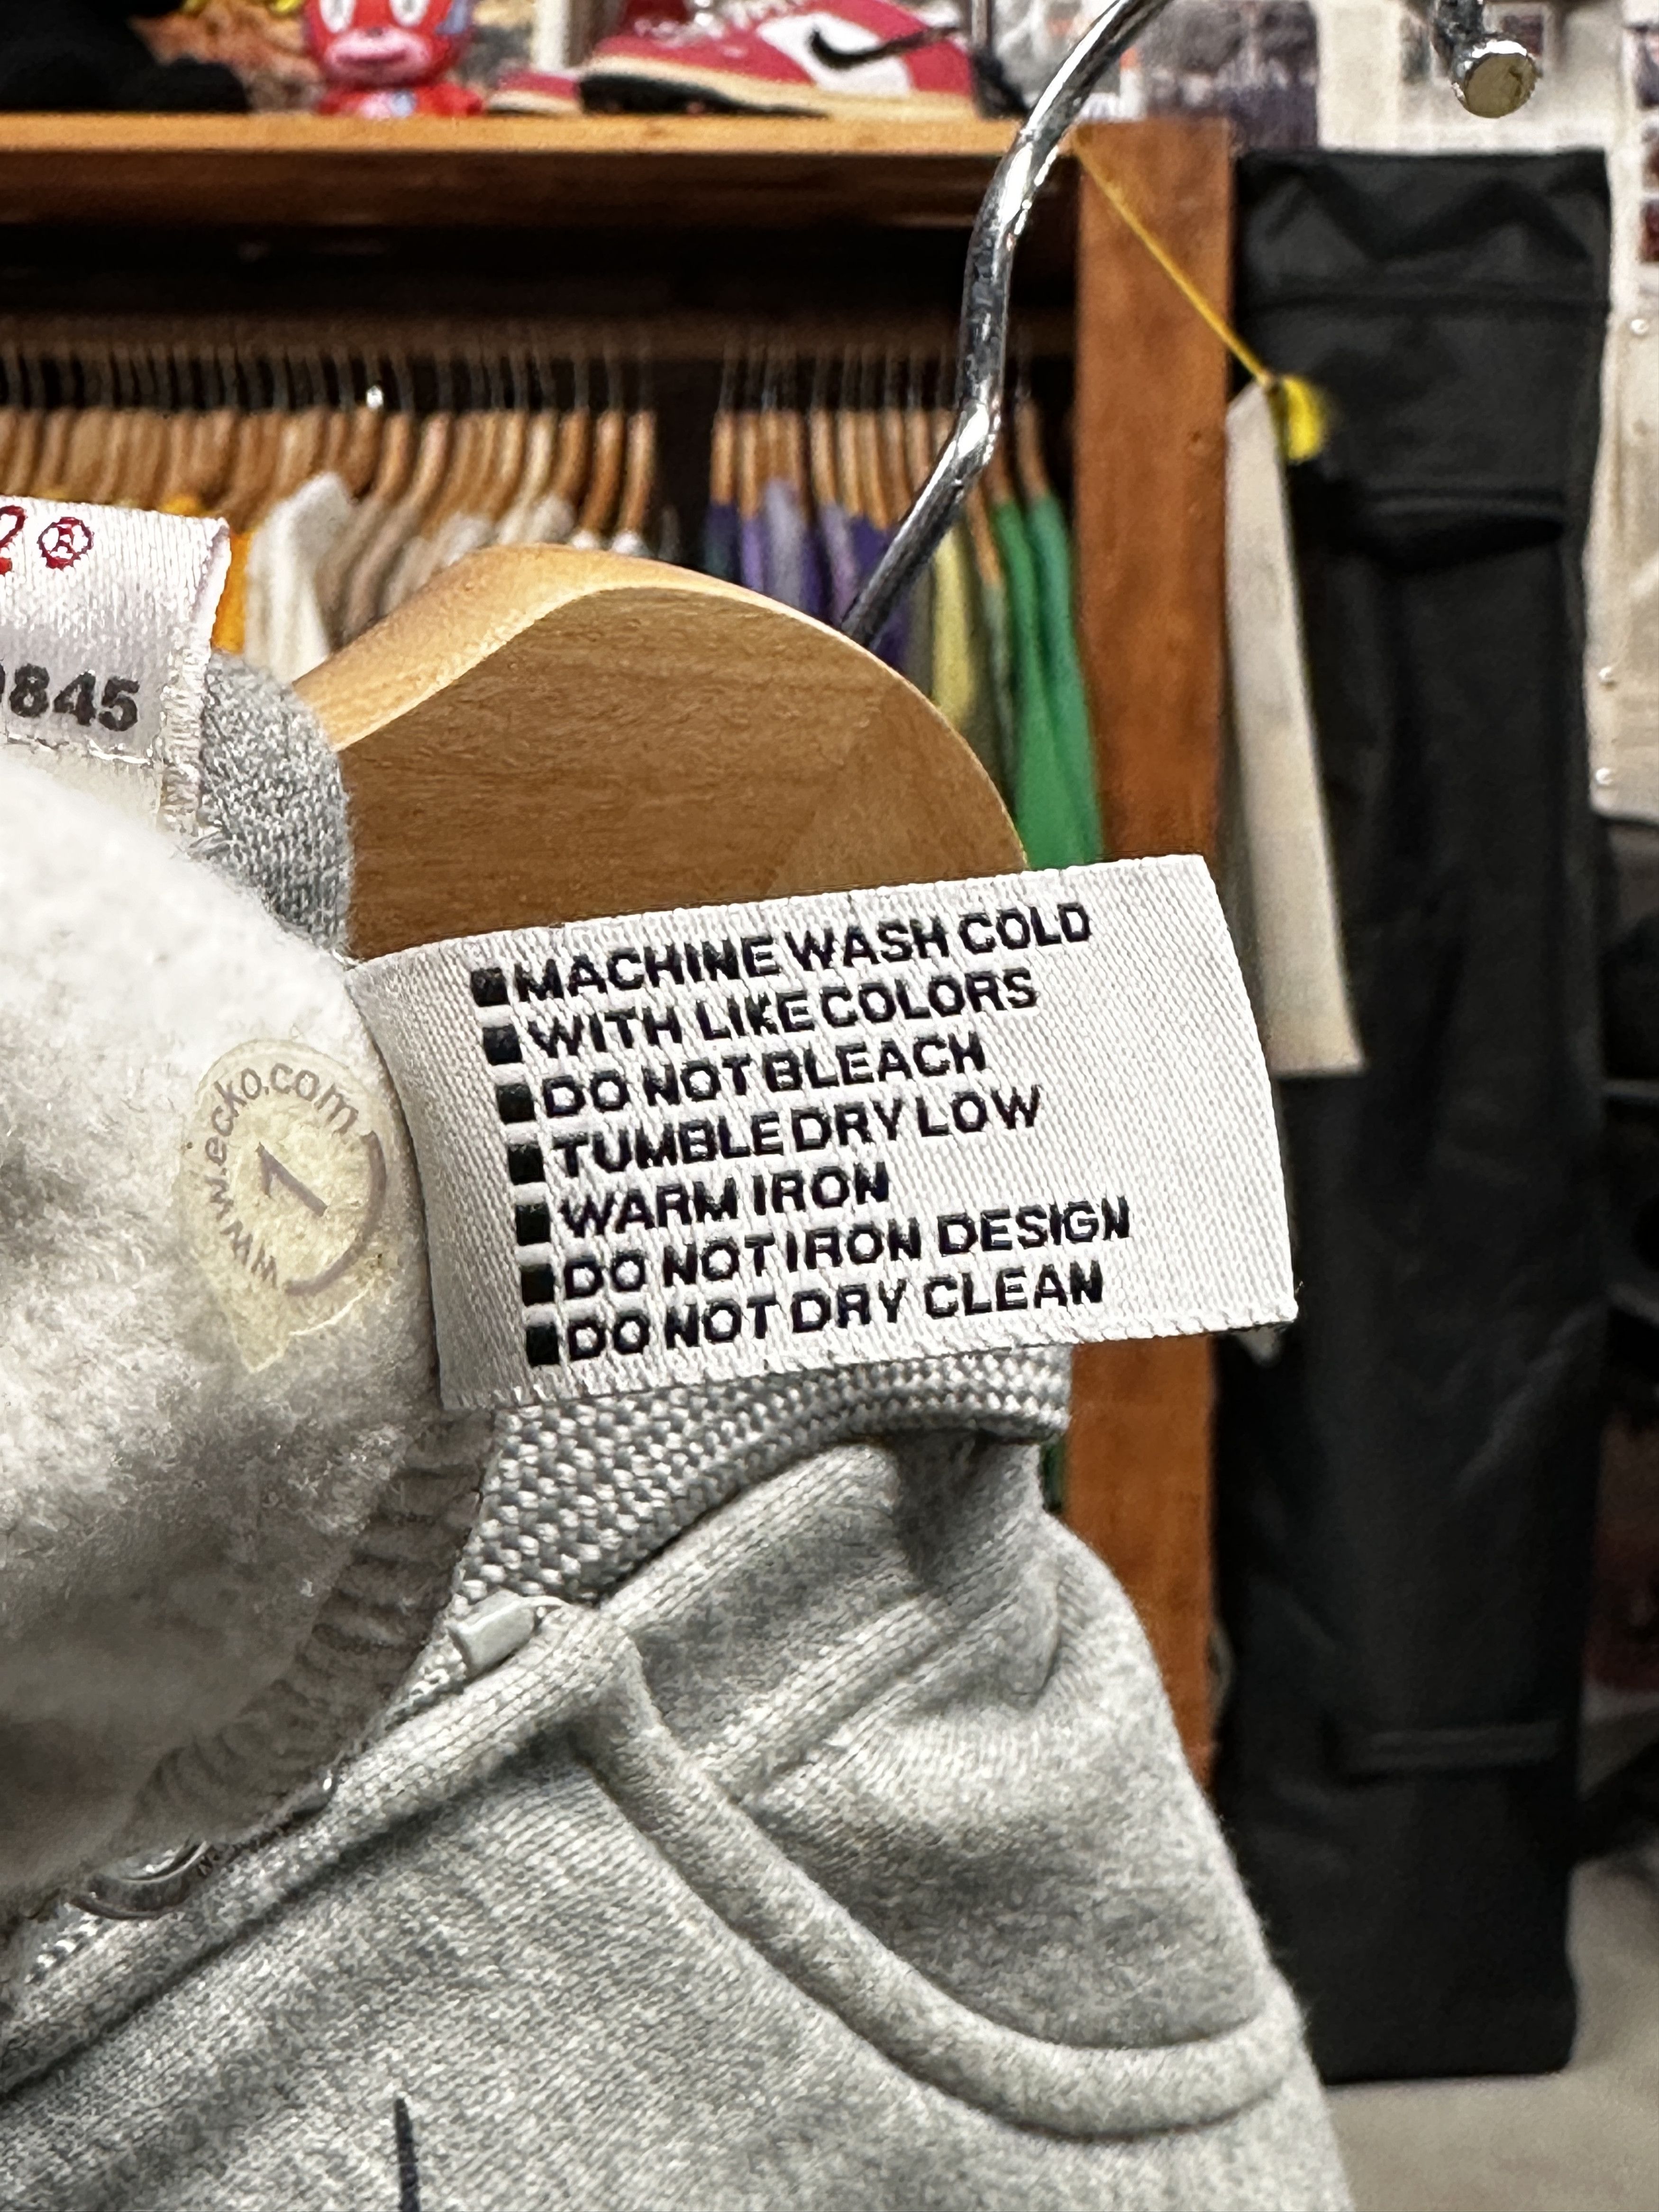 ®
845
■MACHINE WASH COLD
■WITH LIKE COLORS
■DO NOT BLEACH
■TUMBLE DRY LOW
■WARM IRON
■DO NOT IRON DESIGN
■DO NOT DRY CLEAN
www.ecko.com
1